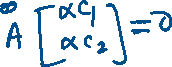 ∞
A [αC₁
αC₂] = 0